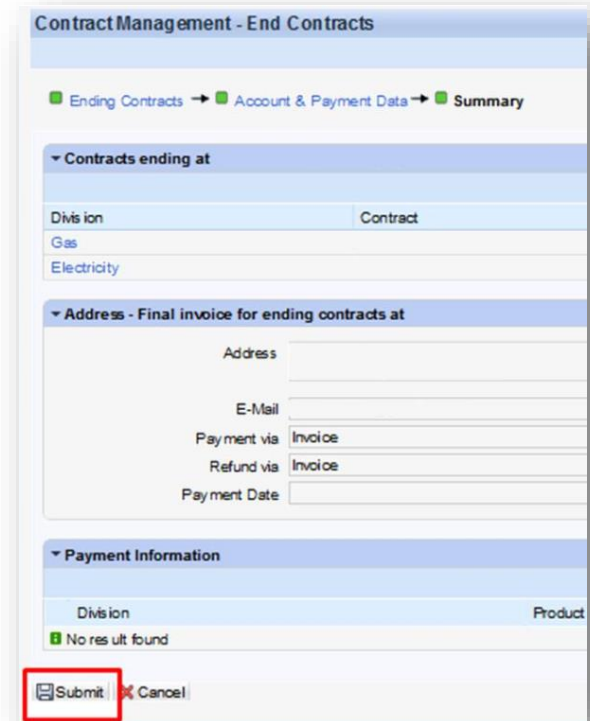 Contract Management - End Contracts
Ending Contracts Account & Payment Data Summary
Contracts ending at
Division Contract
Gas
Electricity
Address - Final invoice for ending contracts at
Address
E-Mail
Payment via Invoice
Refund via Invoice
Payment Date
Payment Information
Division Product
No result found
Submit Cancel